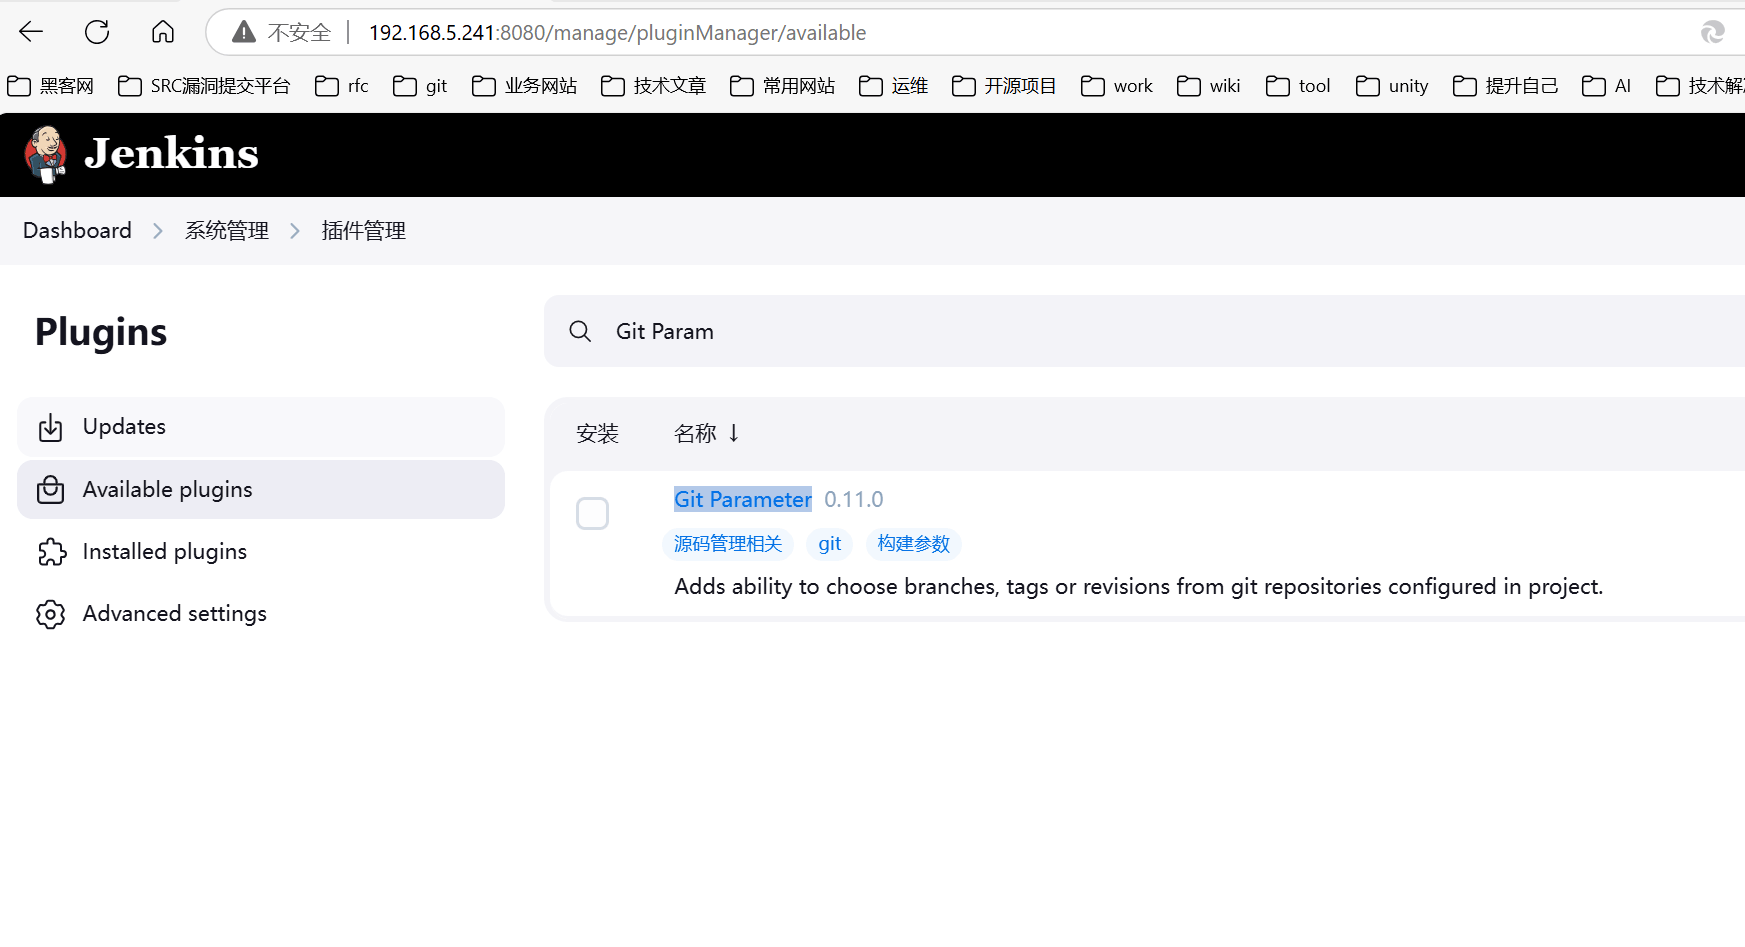 不安全 192.168.5.241:8080/manage/pluginManager/available
黑客网 SRC漏洞提交平台 rfc git 业务网站 技术文章 常用网站 运维 开源项目 work wiki tool unity 提升自己 AI 技术解
Jenkins
Dashboard 系统管理 插件管理
Plugins
Git Param
Updates
Available plugins
Installed plugins
Advanced settings
安装 名称 ↓
Git Parameter 0.11.0
源码管理相关 git 构建参数
Adds ability to choose branches, tags or revisions from git repositories configured in project.